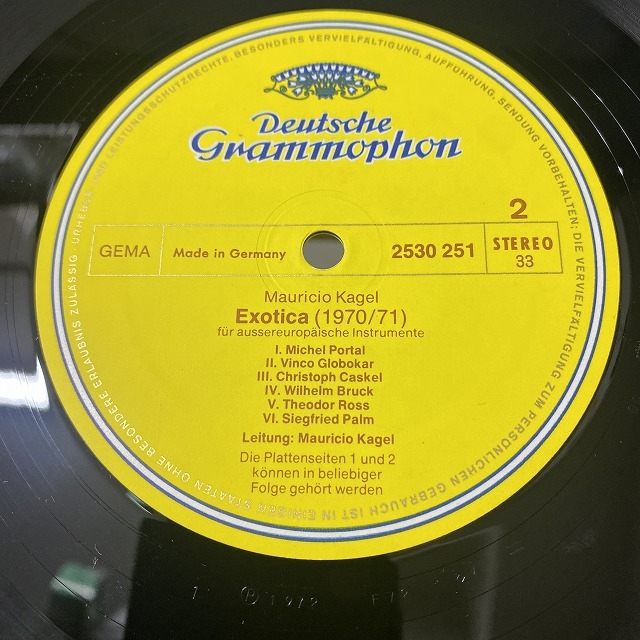 Deutsche
Grammophon
2
GEMA
Made in Germany
2530 251
STEREO
33
Mauricio Kagel
Exotica (1970/71)
für aussereuropäische Instrumente
I. Michel Portal
II. Vinco Globokar
III. Christoph Caskel
IV. Wilhelm Bruck
V. Theodor Ross
VI. Siegfried Palm
Leitung: Mauricio Kagel
Die Plattenseiten 1 und 2
können in beliebiger
Folge gehört werden
LEISTUNGSSCHUTZRECHTE, BESONDERS VERVIELFÄLTIGUNG, AUFFÜHRUNG, SENDUNG VORBEHALTEN; DIE VERVIELFÄLTIGUNG ZUM PERSÖNLICHEN GEBRAUCH IST IN EINIGEN STAATEN OHNE BESONDERE ERLAUBNIS ZULÄSSIG ·
1 Ⓟ 1972